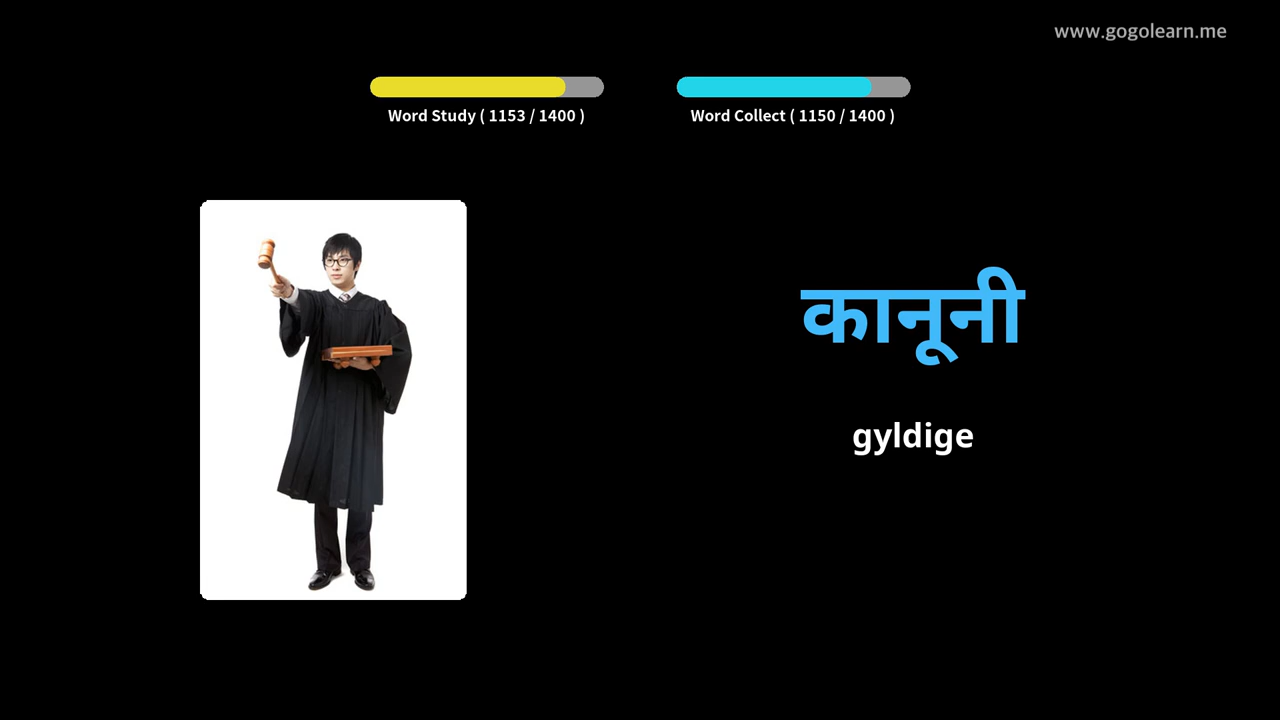 www.gogolearn.me
Word Study ( 1153 / 1400 )
Word Collect ( 1150 / 1400 )
कानूनी
gyldige